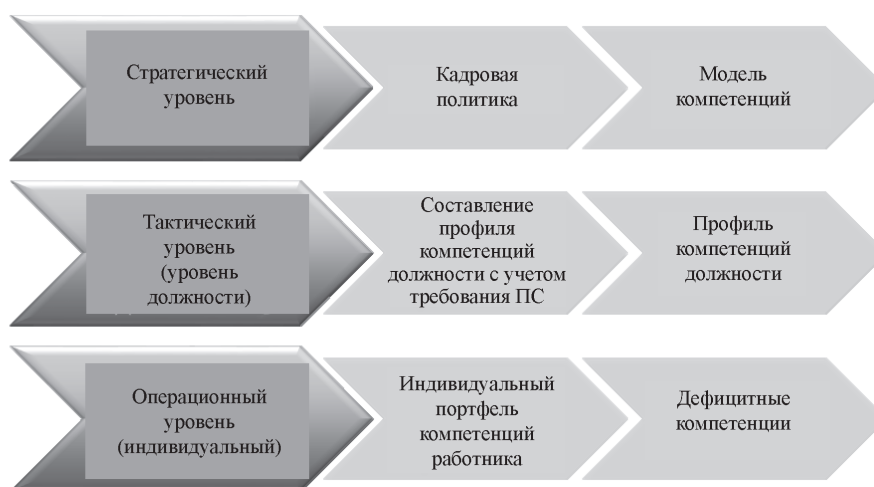 Стратегический
уровень
Кадровая
политика
Модель
компетенций
Тактический
уровень
(уровень
должности)
Составление
профиля
компетенций
должности с учетом
требования ПС
Профиль
компетенций
должности
Операционный
уровень
(индивидуальный)
Индивидуальный
портфель
компетенций
работника
Дефицитные
компетенции